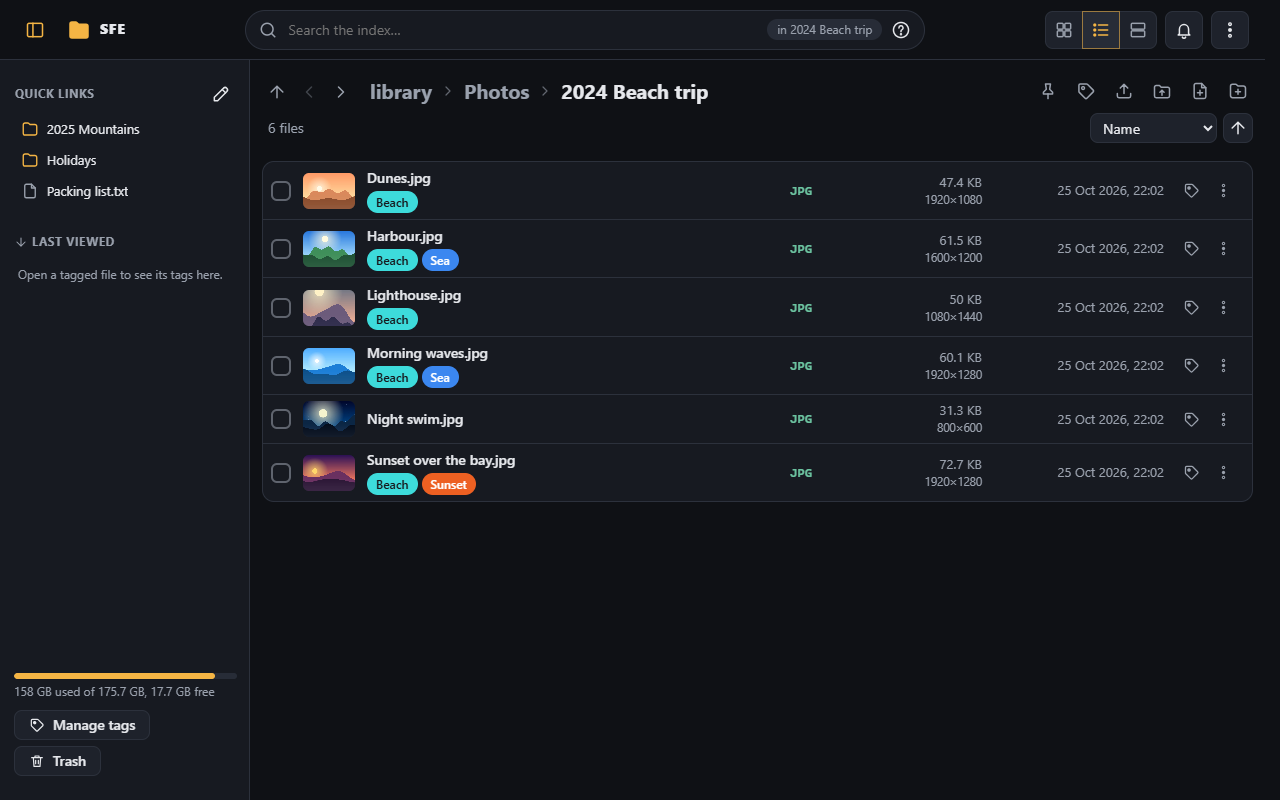 SFE
Search the index...
in 2024 Beach trip
QUICK LINKS
2025 Mountains
Holidays
Packing list.txt
LAST VIEWED
Open a tagged file to see its tags here.
158 GB used of 175.7 GB, 17.7 GB free
Manage tags
Trash
library
Photos
2024 Beach trip
6 files
Name
Dunes.jpg
Beach
JPG
47.4 KB
1920×1080
25 Oct 2026, 22:02
Harbour.jpg
Beach
Sea
JPG
61.5 KB
1600×1200
25 Oct 2026, 22:02
Lighthouse.jpg
Beach
JPG
50 KB
1080×1440
25 Oct 2026, 22:02
Morning waves.jpg
Beach
Sea
JPG
60.1 KB
1920×1280
25 Oct 2026, 22:02
Night swim.jpg
JPG
31.3 KB
800×600
25 Oct 2026, 22:02
Sunset over the bay.jpg
Beach
Sunset
JPG
72.7 KB
1920×1280
25 Oct 2026, 22:02